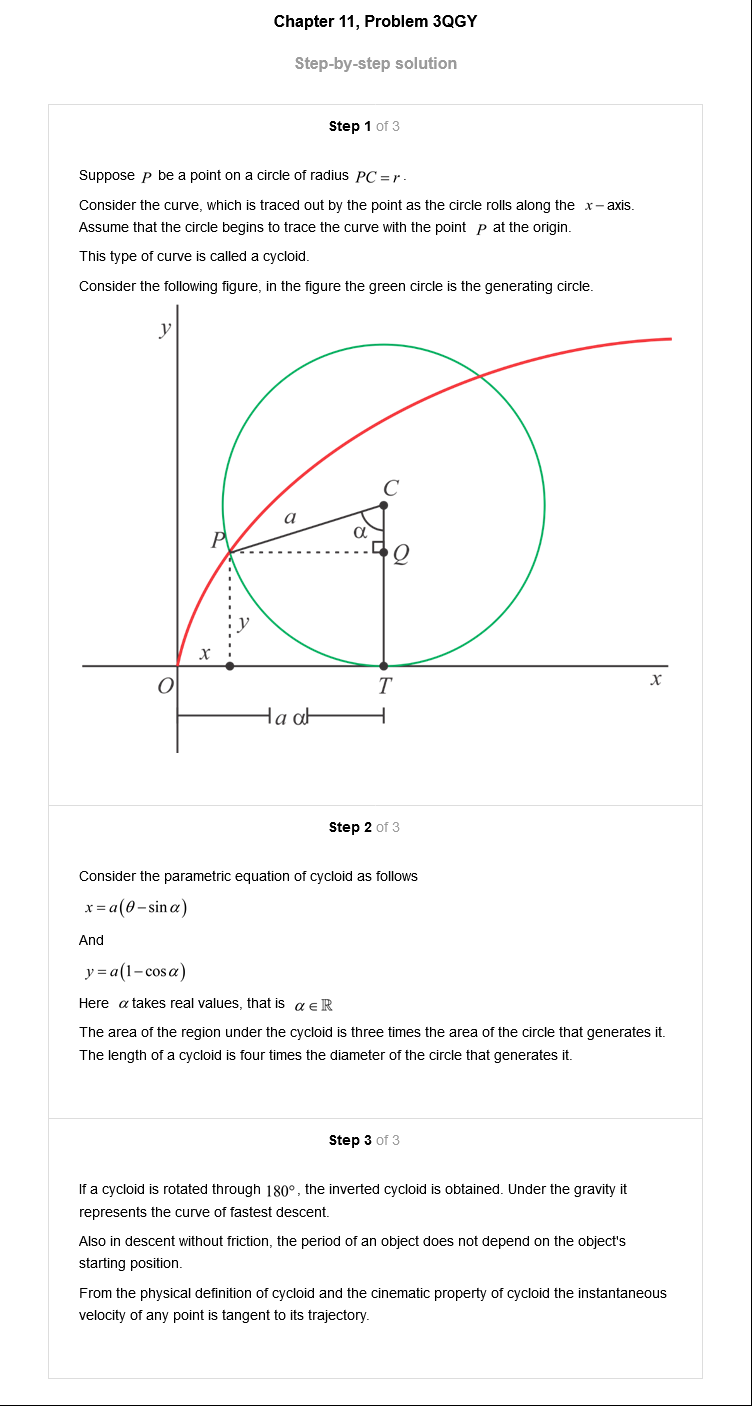 Chapter 11, Problem 3QGY
Step-by-step solution
Step 1 of 3
Suppose P be a point on a circle of radius PC = r.
Consider the curve, which is traced out by the point as the circle rolls along the x – axis.
Assume that the circle begins to trace the curve with the point P at the origin.
This type of curve is called a cycloid.
Consider the following figure, in the figure the green circle is the generating circle.
y
C
a
P
α
Q
y
x
O
T
x
a α
Step 2 of 3
Consider the parametric equation of cycloid as follows
x = a(θ – sin α)
And
y = a(1 – cos α)
Here α takes real values, that is α ∈ ℝ
The area of the region under the cycloid is three times the area of the circle that generates it.
The length of a cycloid is four times the diameter of the circle that generates it.
Step 3 of 3
If a cycloid is rotated through 180°, the inverted cycloid is obtained. Under the gravity it
represents the curve of fastest descent.
Also in descent without friction, the period of an object does not depend on the object's
starting position.
From the physical definition of cycloid and the cinematic property of cycloid the instantaneous
velocity of any point is tangent to its trajectory.